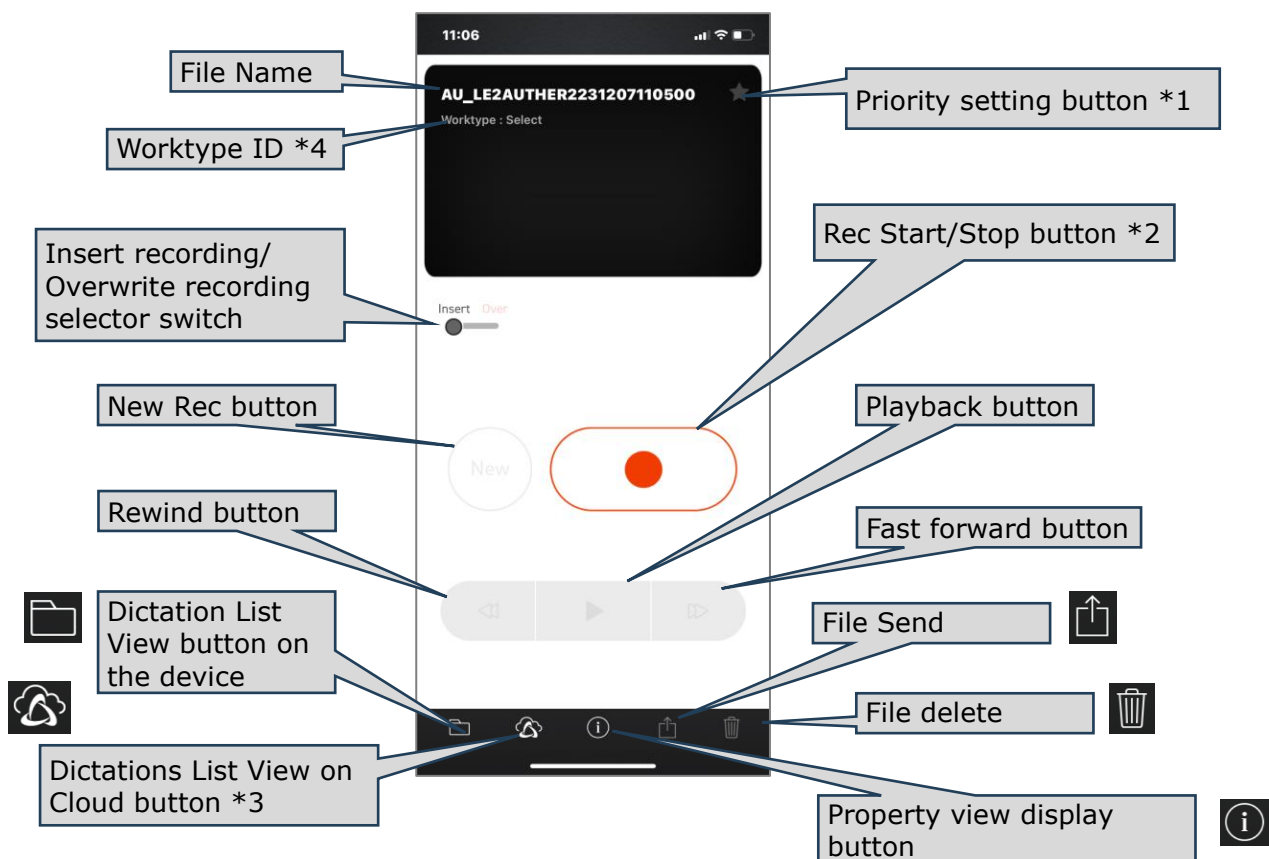 11:06
File Name
AU_LE2AUTHER2231207110500
Priority setting button *1
Worktype : Select
Worktype ID *4
Rec Start/Stop button *2
Insert recording/
Overwrite recording
selector switch
Insert Over
New Rec button
Playback button
New
Rewind button
Fast forward button
Dictation List
View button on
the device
File Send
File delete
Dictations List View on
Cloud button *3
Property view display
button